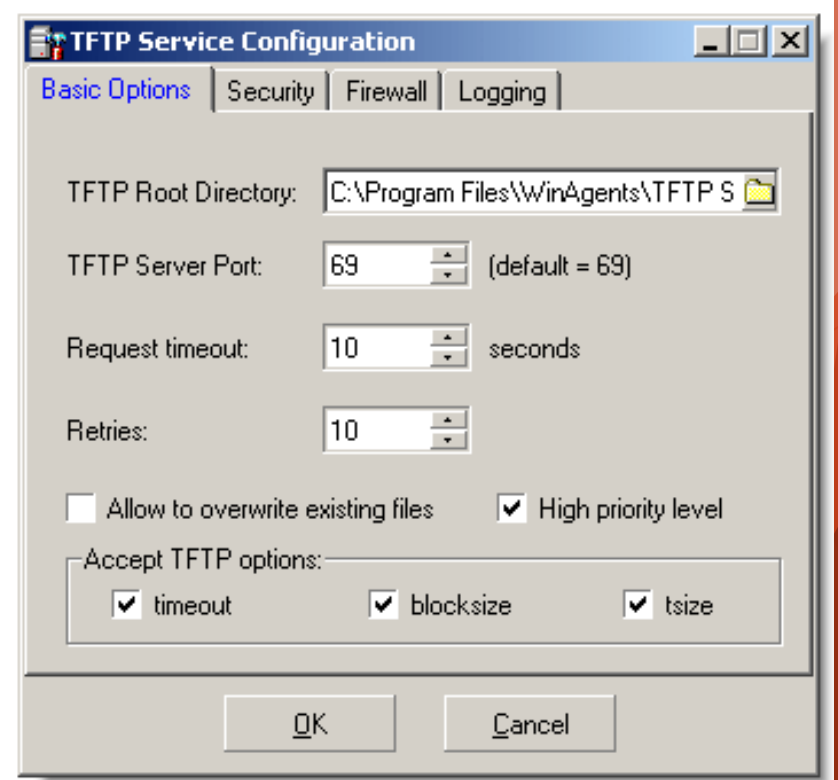 TFTP Service Configuration
Basic Options Security Firewall Logging
TFTP Root Directory: C:\Program Files\WinAgents\TFTP S
TFTP Server Port: 69 (default = 69)
Request timeout: 10 seconds
Retries: 10
Allow to overwrite existing files High priority level
Accept TFTP options:
timeout blocksize tsize
OK Cancel